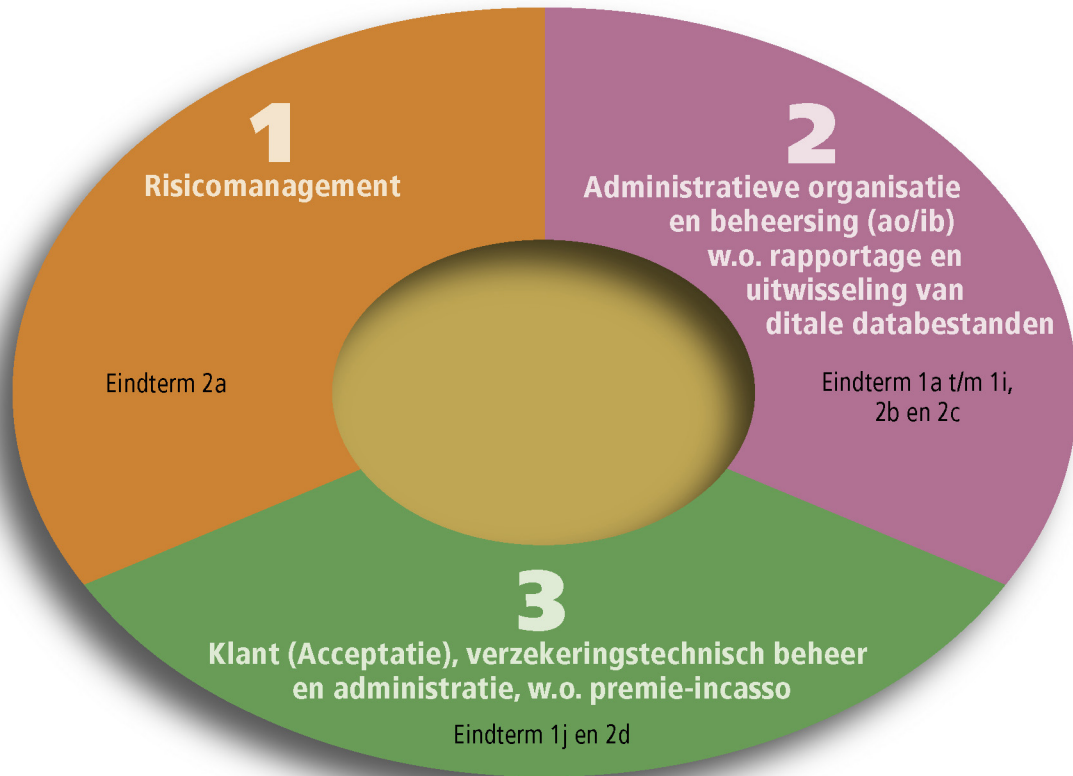 1
Risicomanagement
Eindterm 2a
2
Administratieve organisatie
en beheersing (ao/ib)
w.o. rapportage en
uitwisseling van
ditale databestanden
Eindterm 1a t/m 1i,
2b en 2c
3
Klant (Acceptatie), verzekeringstechnisch beheer
en administratie, w.o. premie-incasso
Eindterm 1j en 2d